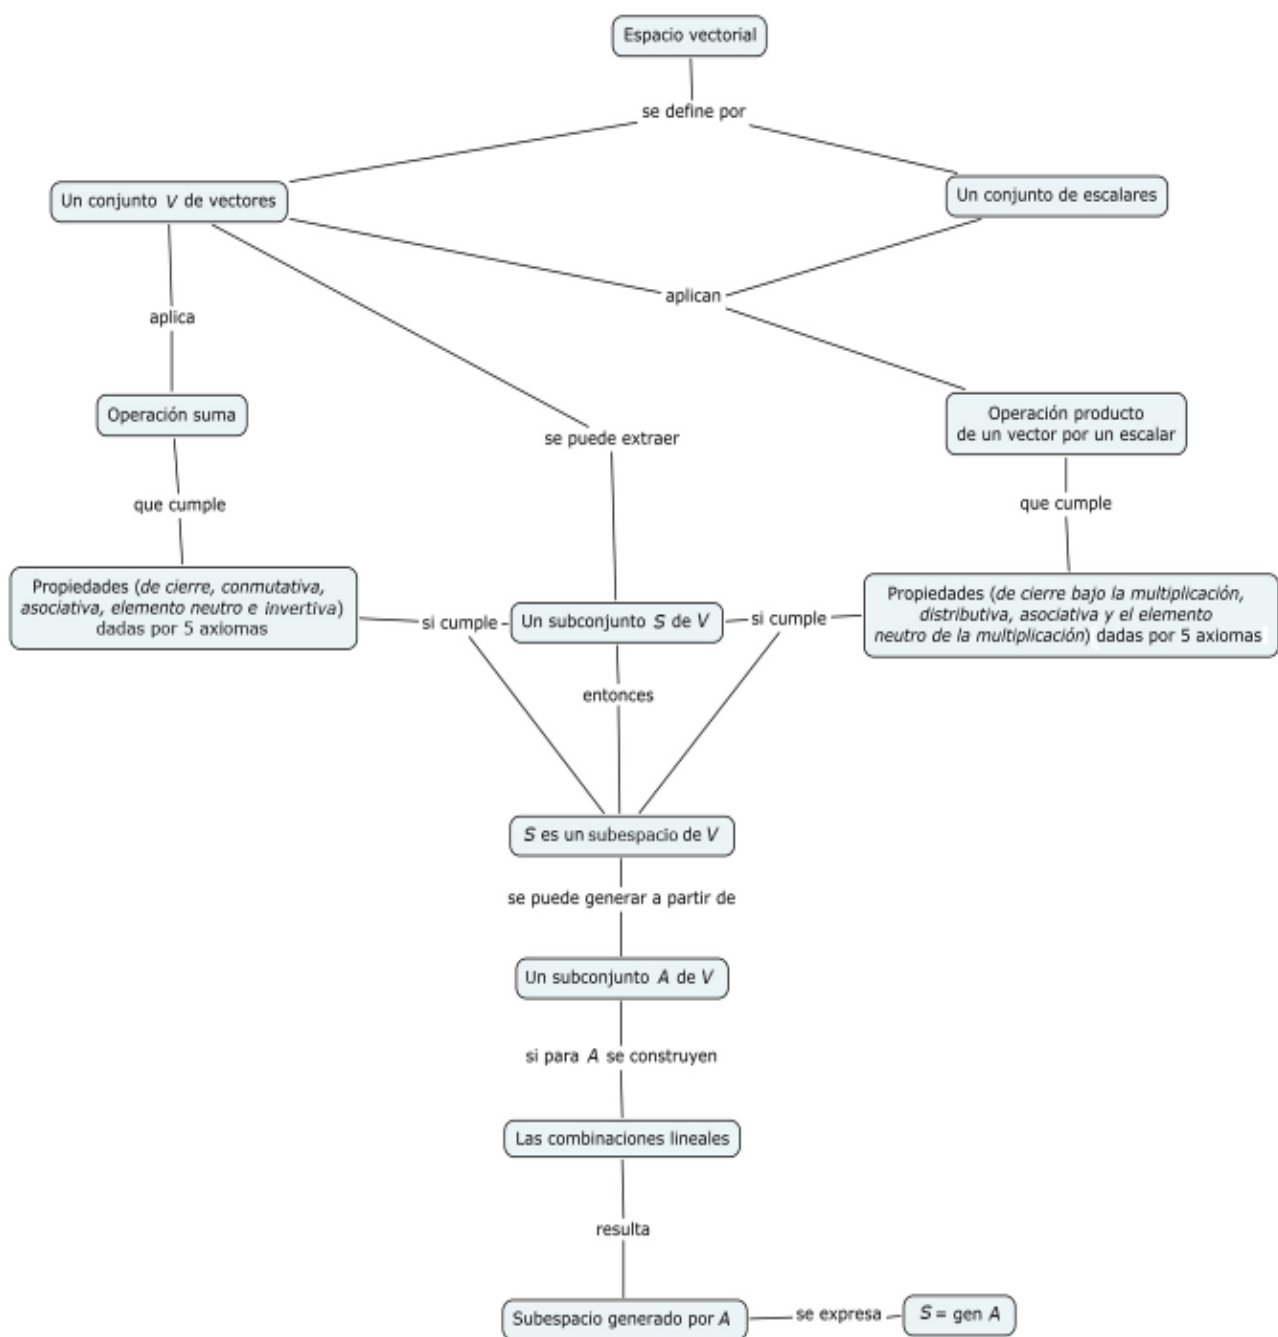 Espacio vectorial
se define por
Un conjunto V de vectores
Un conjunto de escalares
aplican
aplica
Operación suma
Operación producto
de un vector por un escalar
se puede extraer
que cumple
que cumple
Propiedades (de cierre, conmutativa,
asociativa, elemento neutro e invertiva)
dadas por 5 axiomas
si cumple
Un subconjunto S de V
si cumple
Propiedades (de cierre bajo la multiplicación,
distributiva, asociativa y el elemento
neutro de la multiplicación) dadas por 5 axiomas
entonces
S es un subespacio de V
se puede generar a partir de
Un subconjunto A de V
si para A se construyen
Las combinaciones lineales
resulta
Subespacio generado por A
se expresa
S = gen A